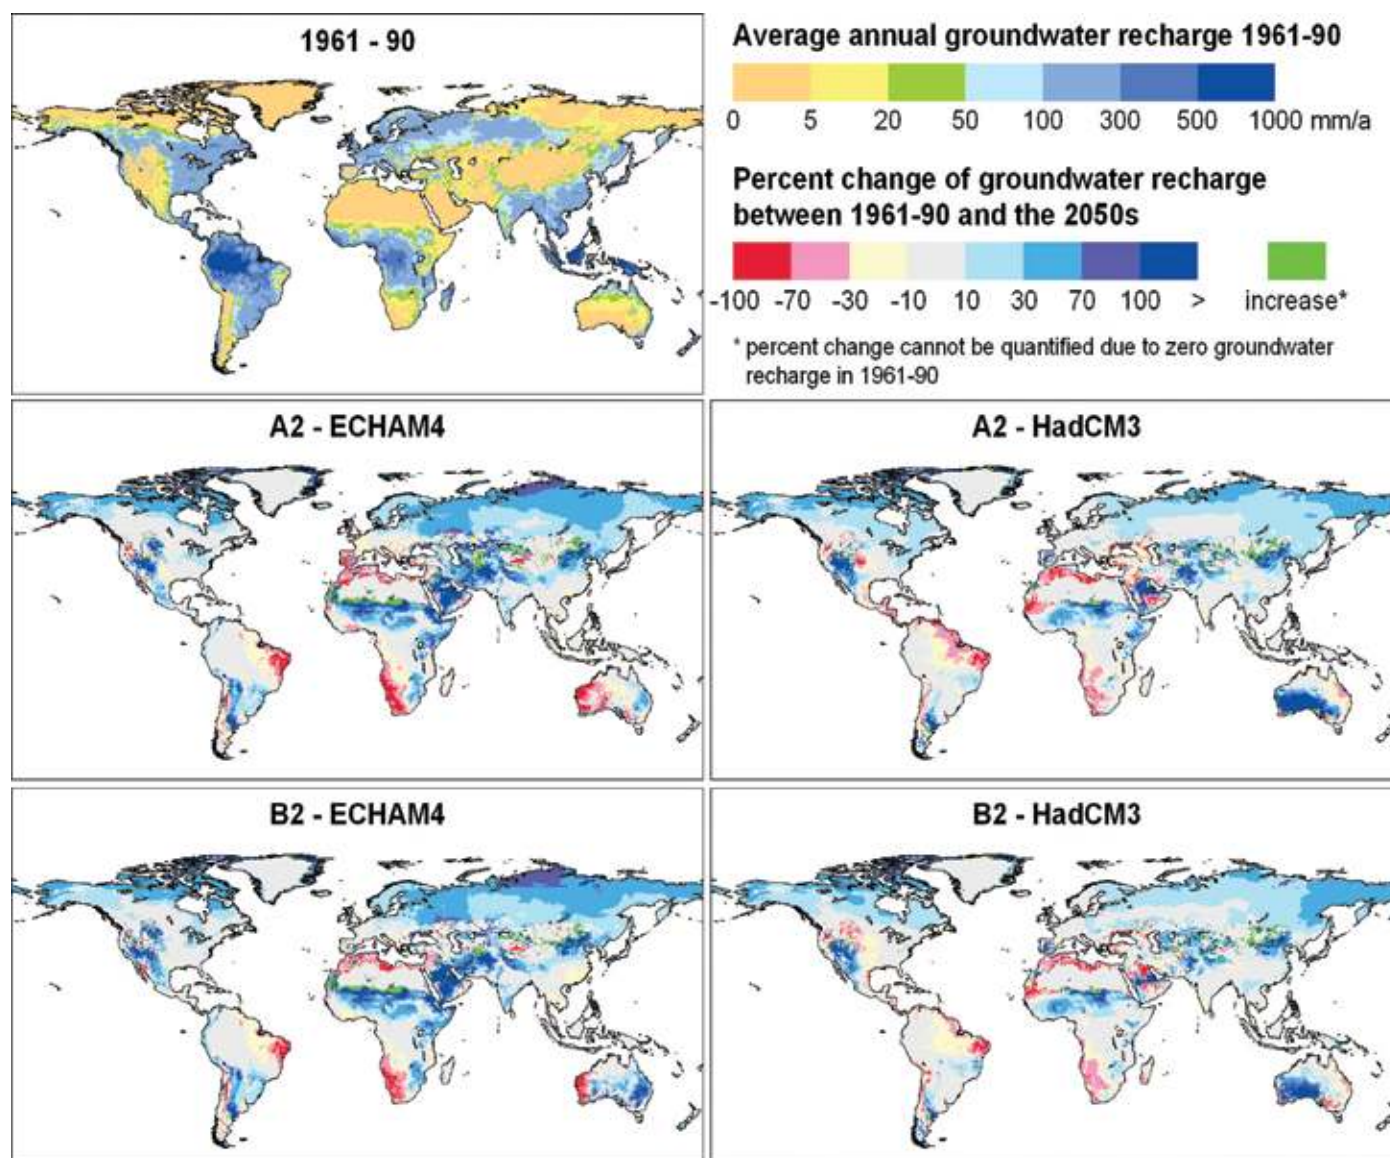 1961 - 90
Average annual groundwater recharge 1961-90
0 5 20 50 100 300 500 1000 mm/a
Percent change of groundwater recharge
between 1961-90 and the 2050s
-100 -70 -30 -10 10 30 70 100 > increase*
* percent change cannot be quantified due to zero groundwater
recharge in 1961-90
A2 - ECHAM4
A2 - HadCM3
B2 - ECHAM4
B2 - HadCM3